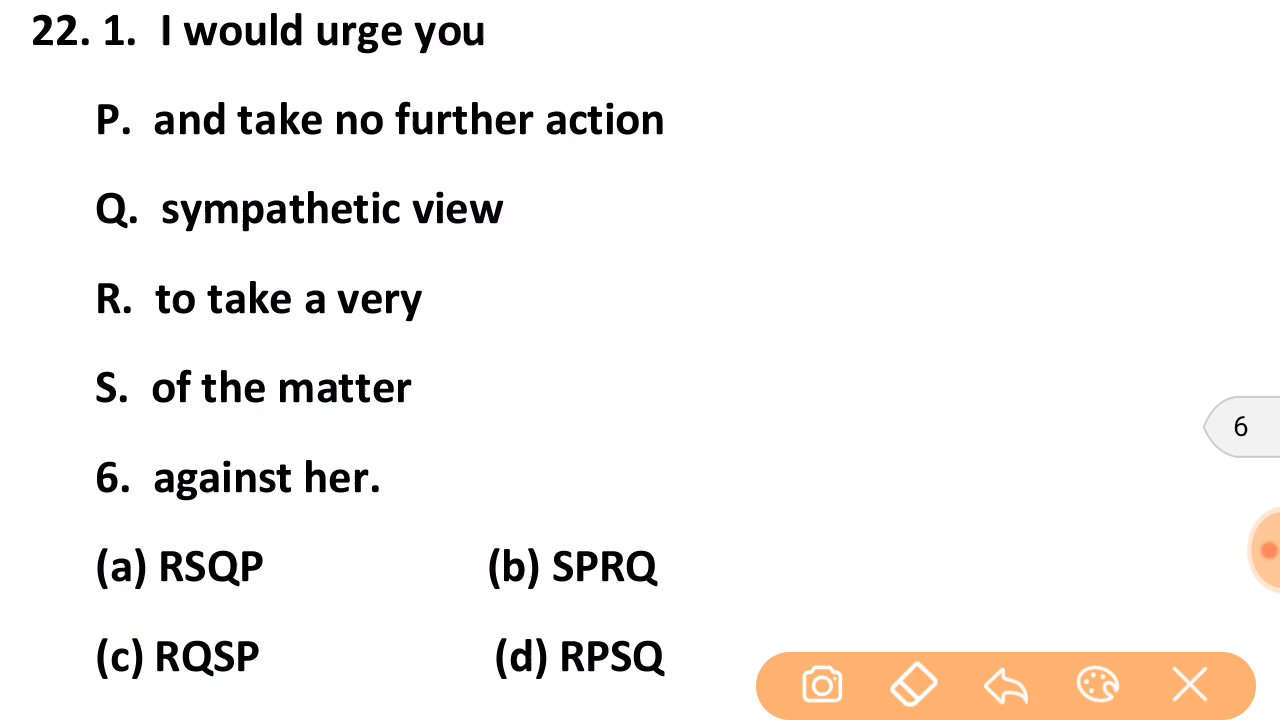 22. 1. I would urge you
P. and take no further action
Q. sympathetic view
R. to take a very
S. of the matter
6
6. against her.
(a) RSQP (b) SPRQ
(c) RQSP (d) RPSQ